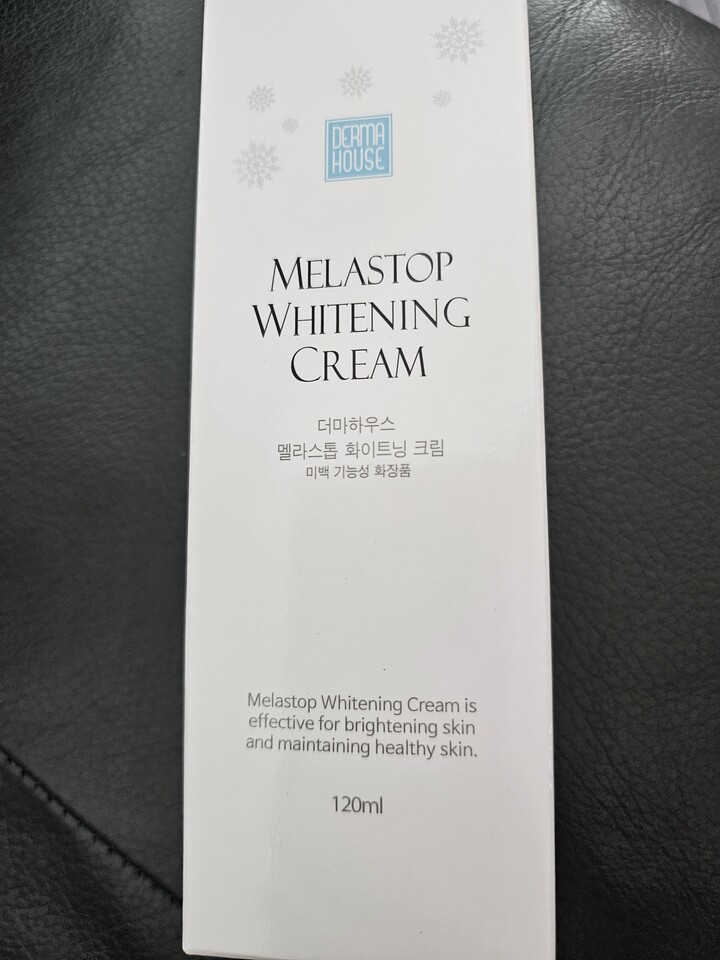 DERMA
HOUSE
MELASTOP
WHITENING
CREAM
더마하우스
멜라스톱 화이트닝 크림
미백 기능성 화장품
Melastop Whitening Cream is
effective for brightening skin
and maintaining healthy skin.
120ml